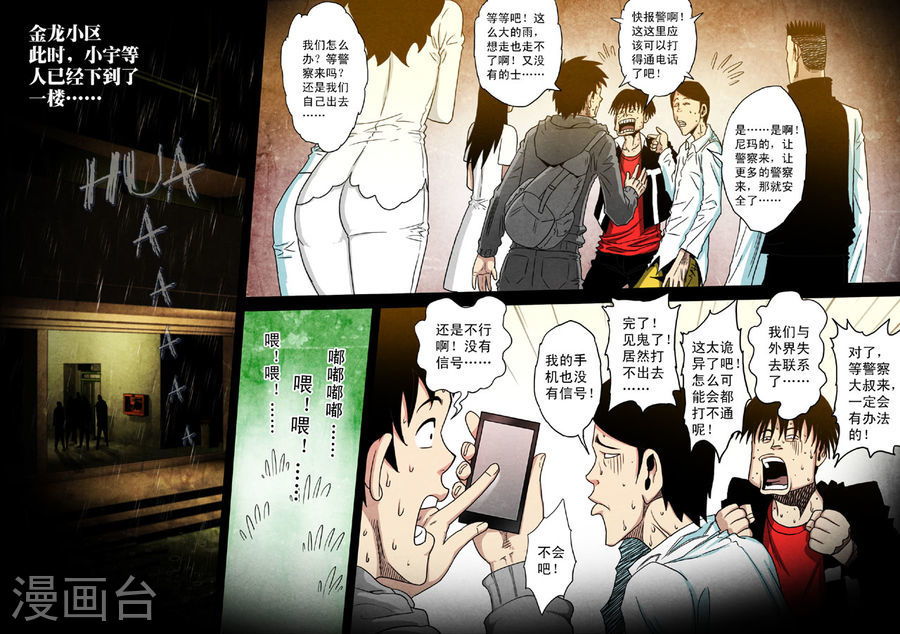 金龙小区
此时，小宇等
人已经下到了
一楼……
HUA
A
A
A
A
A
我们怎么
办？等警
察来吗？
还是我们
自己出去
……
等等吧！这
么大的雨，
想走也走不
了啊！又没
有的士！
快报警啊！
这这里应
该可以打
得通电话
了吧！
是……是啊！
尼玛的，让
警察来，让
更多的警察
来，那就安
全了……
嘟嘟嘟嘟……
喂！喂！……
喂！喂！……
还是不行
啊！没有
信号……
我的手
机也没
有信号！
完了！
见鬼了！
居然打
不出去
……
诡吧！可
太了么都通
异怎会不
能打呢！
我们与
外界失
去联系
了……
对了，
等警察
大叔来，
一定会
有办法
的！
不会
吧！
漫画台